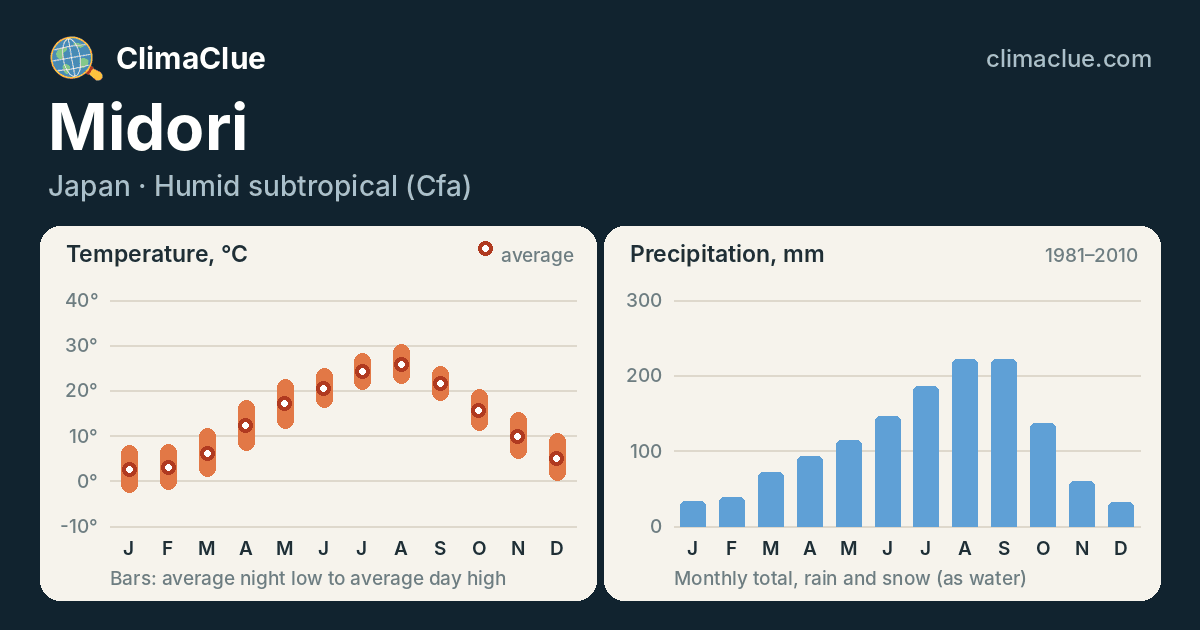 ClimaClue
climaclue.com
Midori
Japan · Humid subtropical (Cfa)
Temperature, °C
average
40°
30°
20°
10°
0°
-10°
J F M A M J J A S O N D
Bars: average night low to average day high
Precipitation, mm
1981–2010
300
200
100
0
J F M A M J J A S O N D
Monthly total, rain and snow (as water)